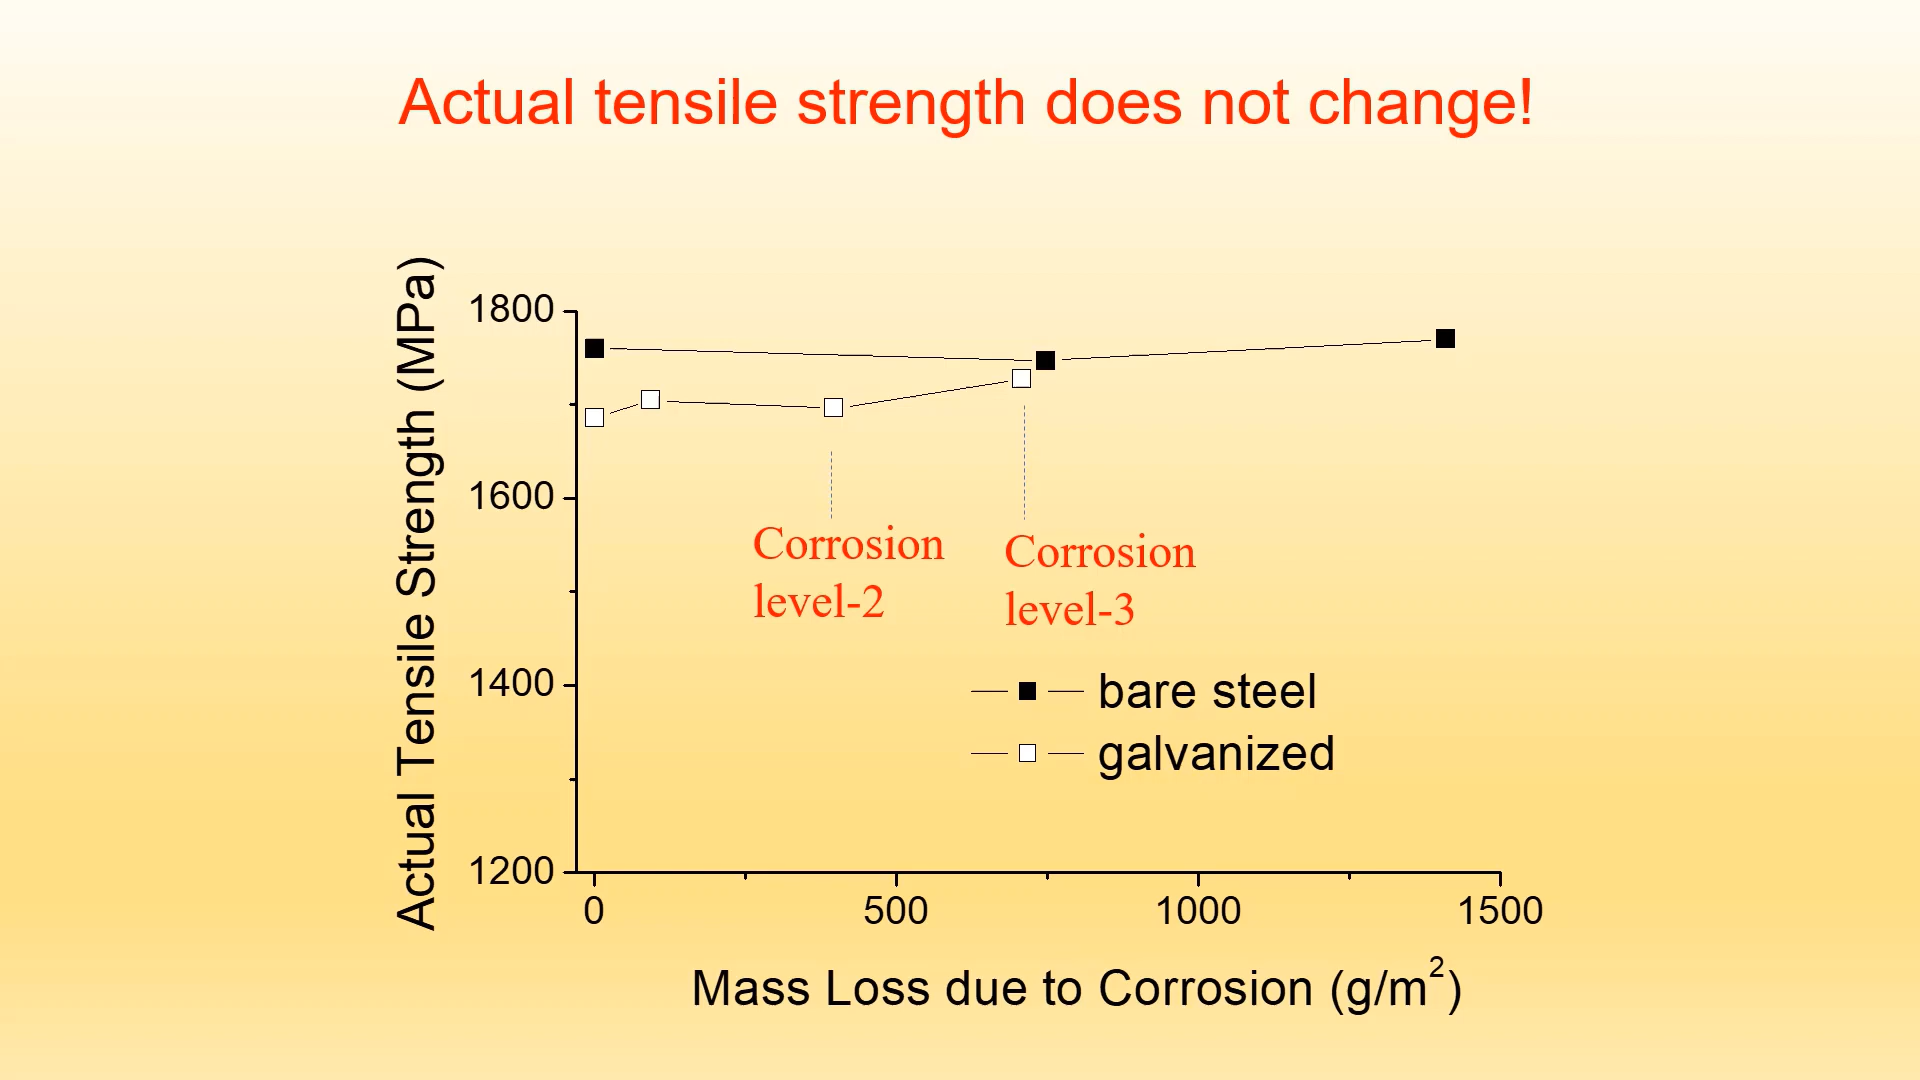 Actual tensile strength does not change!
Actual Tensile Strength (MPa)
1800
1600
1400
1200
Corrosion
level-2
Corrosion
level-3
bare steel
galvanized
0 500 1000 1500
Mass Loss due to Corrosion (g/m²)